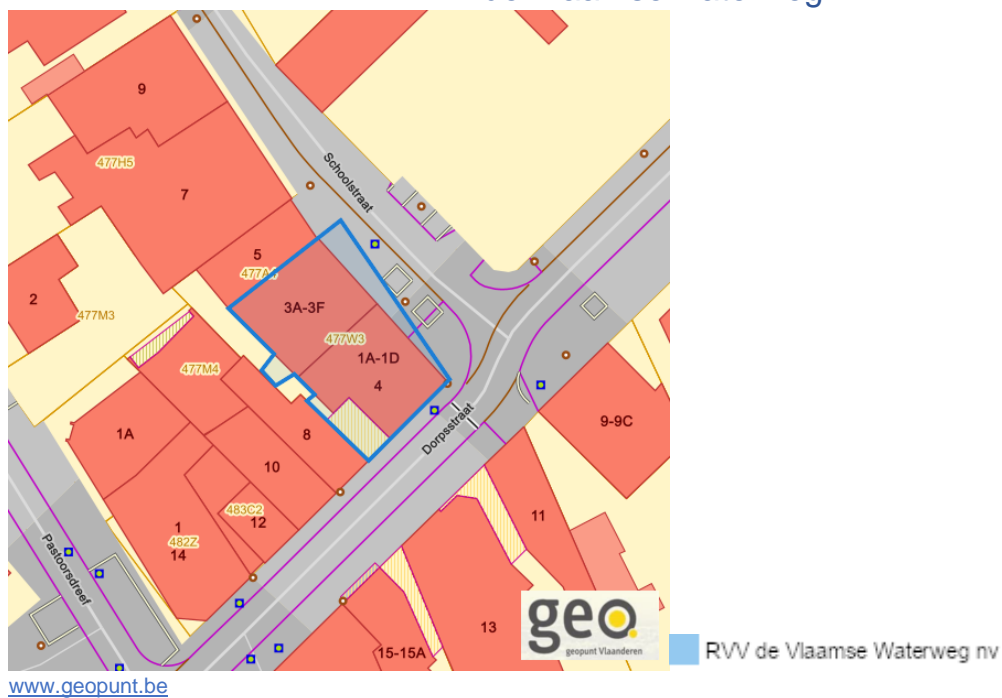 9
477H5
7
Schoolstraat
5
2
477M3
3A-3F
477W3
1A-1D
4
477M4
1A
8
10
9-9C
Dorpsstraat
483C2
12
1
482Z
14
11
Pastoorsdreef
13
15-15A
geo.
geopunt Vlaanderen
RVV de Vlaamse Waterweg nv
www.geopunt.be